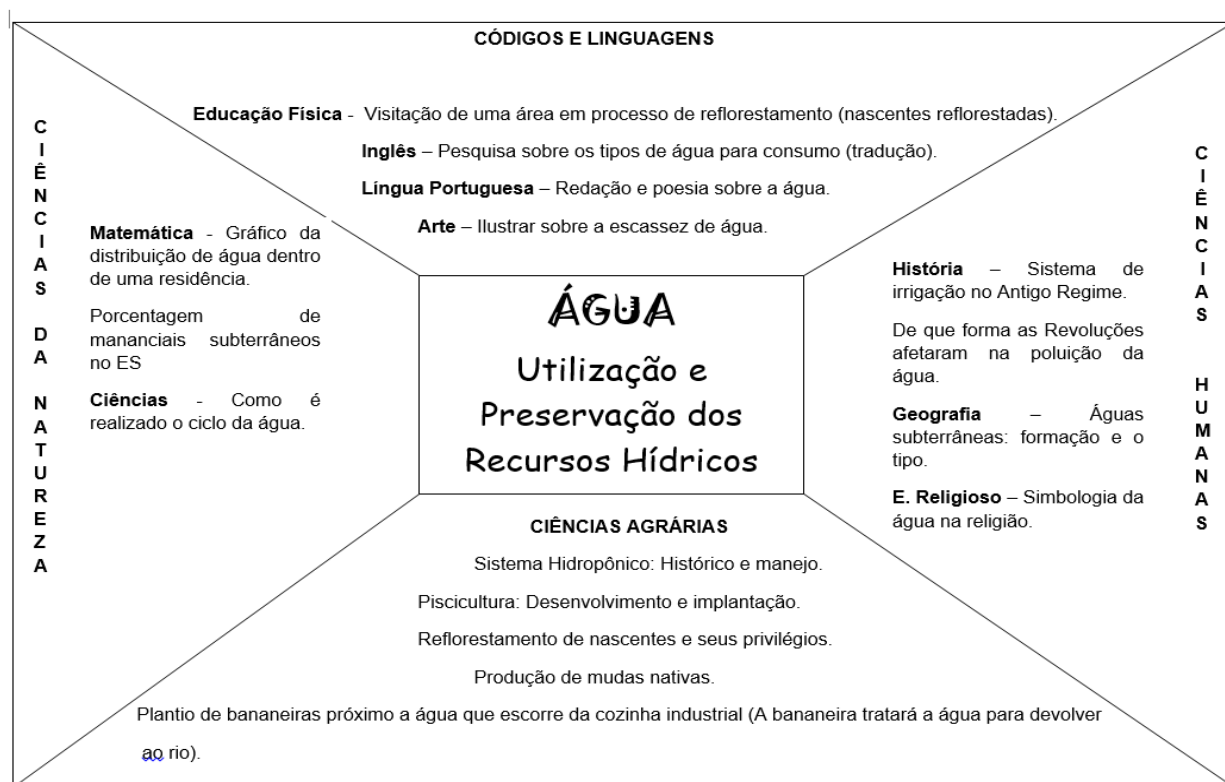 CÓDIGOS E LINGUAGENS
Educação Física - Visitação de uma área em processo de reflorestamento (nascentes reflorestadas).
Inglês – Pesquisa sobre os tipos de água para consumo (tradução).
Língua Portuguesa – Redação e poesia sobre a água.
Arte – Ilustrar sobre a escassez de água.
CIÊNCIAS DA NATUREZA
Matemática - Gráfico da
distribuição de água dentro
de uma residência.
Porcentagem de
mananciais subterrâneos
no ES
Ciências - Como é
realizado o ciclo da água.
ÁGUA
Utilização e
Preservação dos
Recursos Hídricos
História – Sistema de
irrigação no Antigo Regime.
De que forma as Revoluções
afetaram na poluição da
água.
Geografia – Águas
subterrâneas: formação e o
tipo.
E. Religioso – Simbologia da
água na religião.
CIÊNCIAS HUMANAS
CIÊNCIAS AGRÁRIAS
Sistema Hidropônico: Histórico e manejo.
Piscicultura: Desenvolvimento e implantação.
Reflorestamento de nascentes e seus privilégios.
Produção de mudas nativas.
Plantio de bananeiras próximo a água que escorre da cozinha industrial (A bananeira tratará a água para devolver
ao rio).